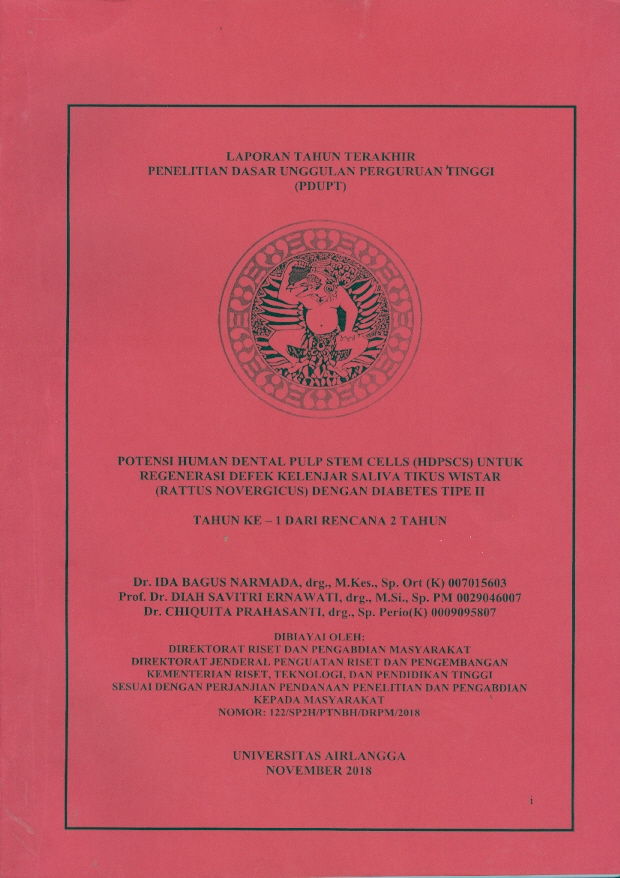 LAPORAN TAHUN TERAKHIR
PENELITIAN DASAR UNGGULAN PERGURUAN TINGGI
(PDUPT)
POTENSI HUMAN DENTAL PULP STEM CELLS (HDPSCS) UNTUK
REGENERASI DEFEK KELENJAR SALIVA TIKUS WISTAR
(RATTUS NOVERGICUS) DENGAN DIABETES TIPE II
TAHUN KE – 1 DARI RENCANA 2 TAHUN
Dr. IDA BAGUS NARMADA, drg., M.Kes., Sp. Ort (K) 007015603
Prof. Dr. DIAH SAVITRI ERNAWATI, drg., M.Si., Sp. PM 0029046007
Dr. CHIQUITA PRAHASANTI, drg., Sp. Perio(K) 0009095807
DIBIAYAI OLEH:
DIREKTORAT RISET DAN PENGABDIAN MASYARAKAT
DIREKTORAT JENDERAL PENGUATAN RISET DAN PENGEMBANGAN
KEMENTERIAN RISET, TEKNOLOGI, DAN PENDIDIKAN TINGGI
SESUAI DENGAN PERJANJIAN PENDANAAN PENELITIAN DAN PENGABDIAN
KEPADA MASYARAKAT
NOMOR: 122/SP2H/PTNBH/DRPM/2018
UNIVERSITAS AIRLANGGA
NOVEMBER 2018
i